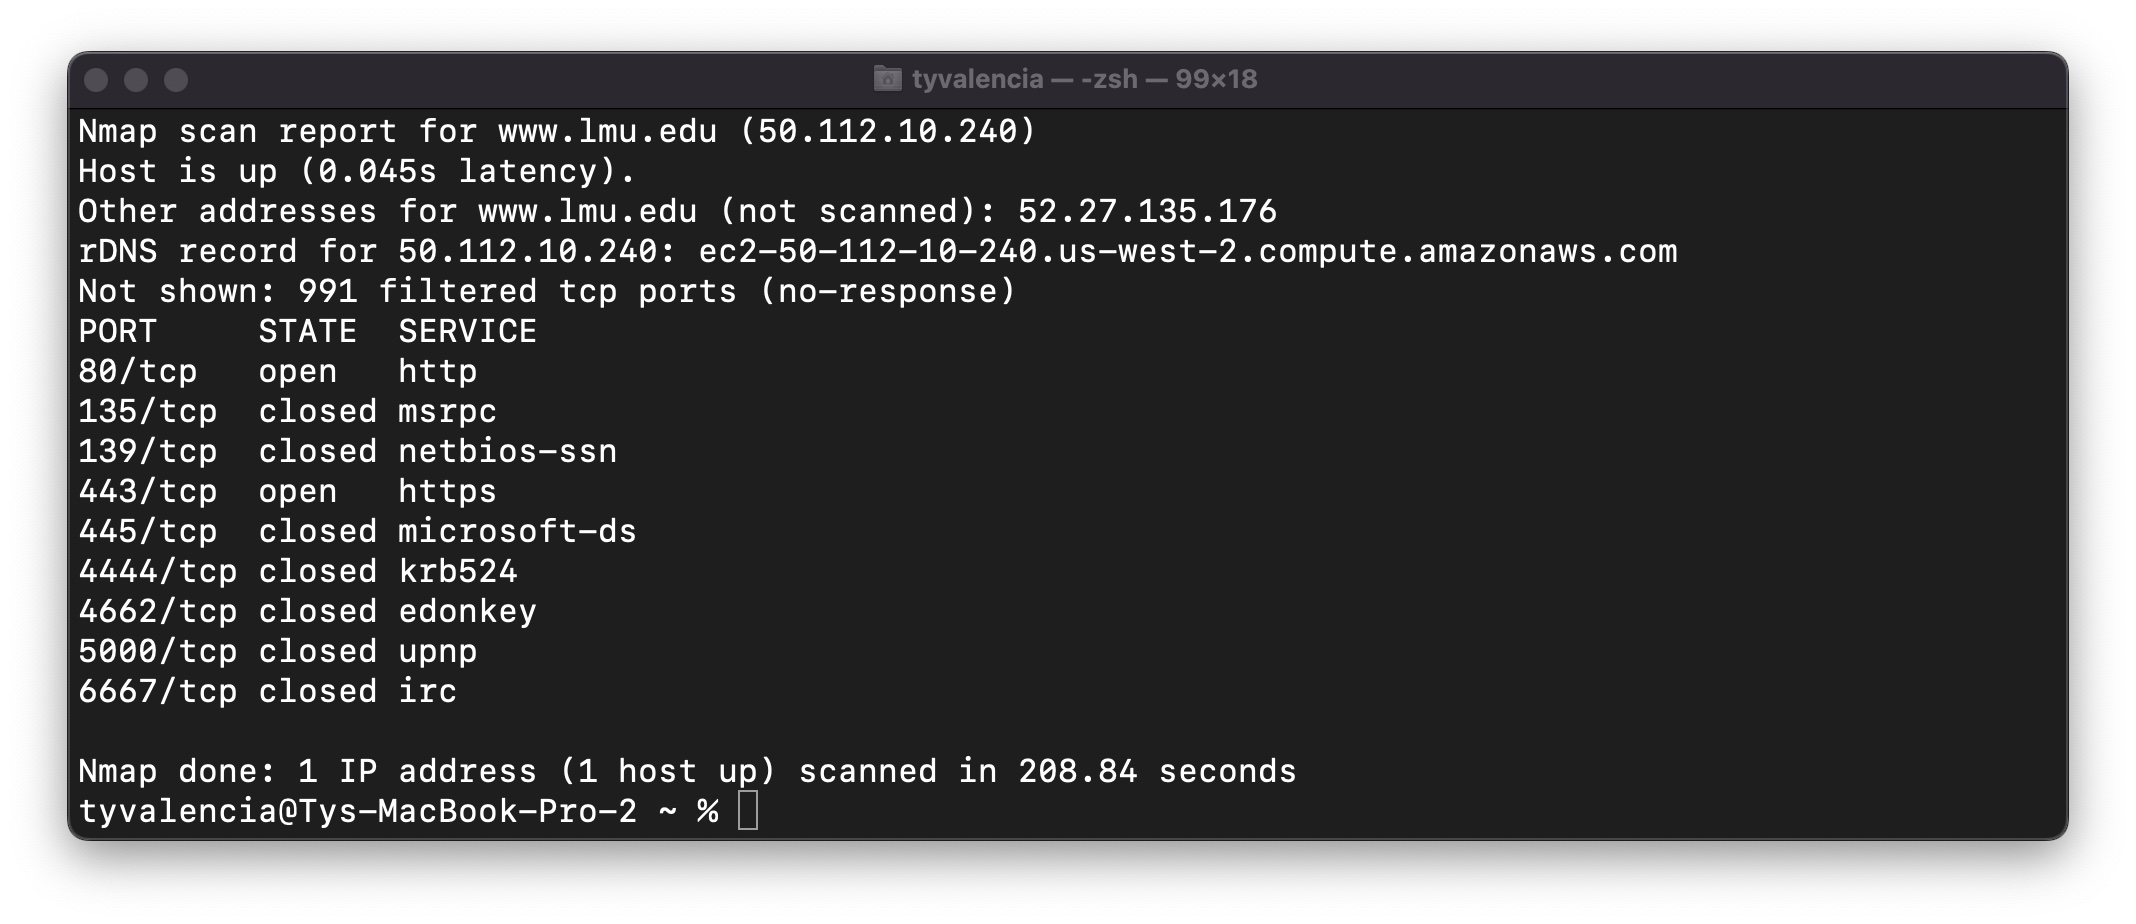 tyvalencia — -zsh — 99×18
Nmap scan report for www.lmu.edu (50.112.10.240)
Host is up (0.045s latency).
Other addresses for www.lmu.edu (not scanned): 52.27.135.176
rDNS record for 50.112.10.240: ec2-50-112-10-240.us-west-2.compute.amazonaws.com
Not shown: 991 filtered tcp ports (no-response)
PORT     STATE  SERVICE
80/tcp   open   http
135/tcp  closed msrpc
139/tcp  closed netbios-ssn
443/tcp  open   https
445/tcp  closed microsoft-ds
4444/tcp closed krb524
4662/tcp closed edonkey
5000/tcp closed upnp
6667/tcp closed irc
Nmap done: 1 IP address (1 host up) scanned in 208.84 seconds
tyvalencia@Tys-MacBook-Pro-2 ~ %